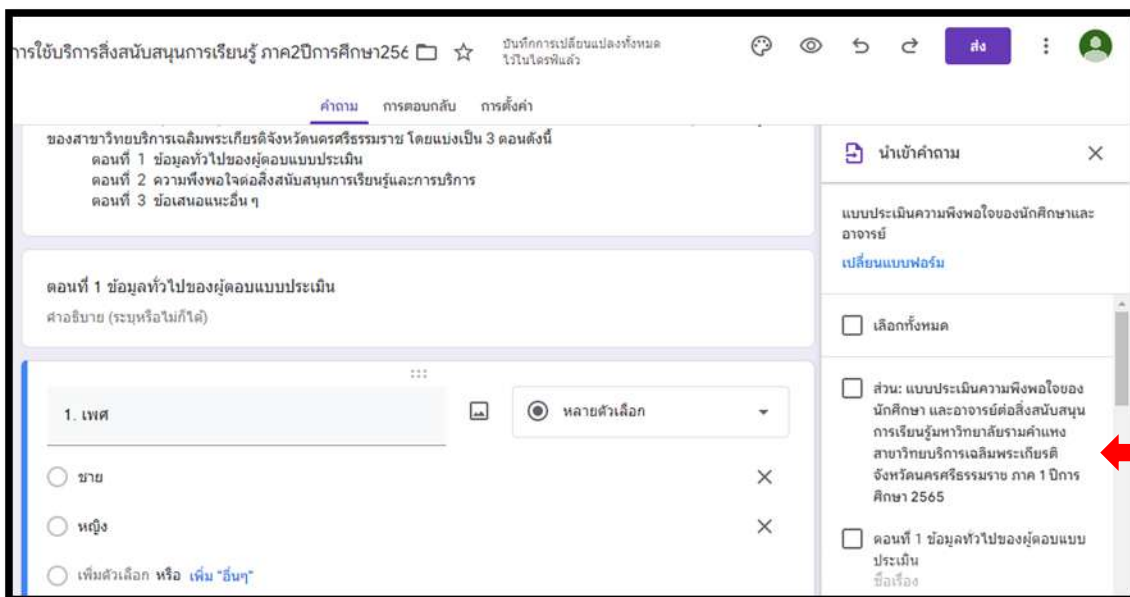 การใช้บริการสิ่งสนับสนุนการเรียนรู้ ภาค2ปีการศึกษา256
บันทึกการเปลี่ยนแปลงทั้งหมด
ไว้ในไดรฟ์แล้ว
ส่ง
คำถาม การตอบกลับ การตั้งค่า
ของสาขาวิทยบริการเฉลิมพระเกียรติจังหวัดนครศรีธรรมราช โดยแบ่งเป็น 3 ตอนดังนี้
ตอนที่ 1 ข้อมูลทั่วไปของผู้ตอบแบบประเมิน
ตอนที่ 2 ความพึงพอใจต่อสิ่งสนับสนุนการเรียนรู้และการบริการ
ตอนที่ 3 ข้อเสนอแนะอื่น ๆ
ตอนที่ 1 ข้อมูลทั่วไปของผู้ตอบแบบประเมิน
คำอธิบาย (ระบุหรือไม่ก็ได้)
1. เพศ
หลายตัวเลือก
ชาย
หญิง
เพิ่มตัวเลือก หรือ เพิ่ม "อื่นๆ"
นำเข้าคำถาม
แบบประเมินความพึงพอใจของนักศึกษาและ
อาจารย์
เปลี่ยนแบบฟอร์ม
เลือกทั้งหมด
ส่วน: แบบประเมินความพึงพอใจของ
นักศึกษา และอาจารย์ต่อสิ่งสนับสนุน
การเรียนรู้มหาวิทยาลัยรามคำแหง
สาขาวิทยบริการเฉลิมพระเกียรติ
จังหวัดนครศรีธรรมราช ภาค 1 ปีการ
ศึกษา 2565
ตอนที่ 1 ข้อมูลทั่วไปของผู้ตอบแบบ
ประเมิน
ชื่อเรื่อง